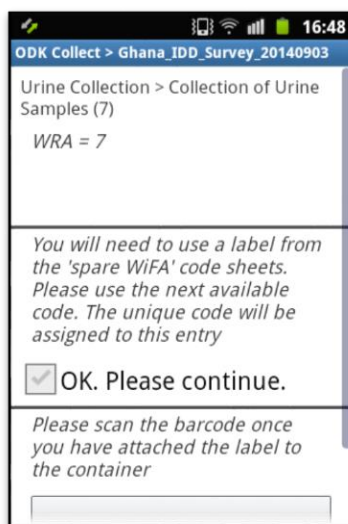 16:48
ODK Collect > Ghana_IDD_Survey_20140903
Urine Collection > Collection of Urine
Samples (7)
WRA = 7
You will need to use a label from
the 'spare WiFA' code sheets.
Please use the next available
code. The unique code will be
assigned to this entry
OK. Please continue.
Please scan the barcode once
you have attached the label to
the container